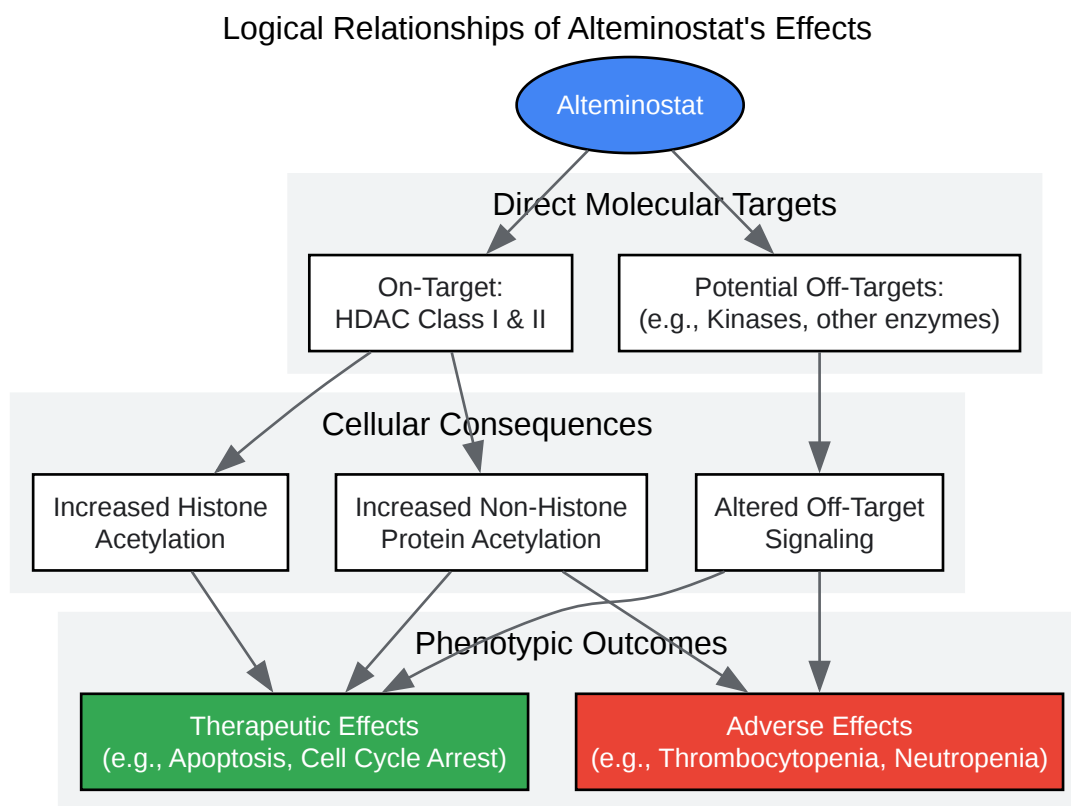 Logical Relationships of Alteminostat's Effects
Alteminostat
Direct Molecular Targets
On-Target:
HDAC Class I & II
Potential Off-Targets:
(e.g., Kinases, other enzymes)
Cellular Consequences
Increased Histone
Acetylation
Increased Non-Histone
Protein Acetylation
Altered Off-Target
Signaling
Phenotypic Outcomes
Therapeutic Effects
(e.g., Apoptosis, Cell Cycle Arrest)
Adverse Effects
(e.g., Thrombocytopenia, Neutropenia)